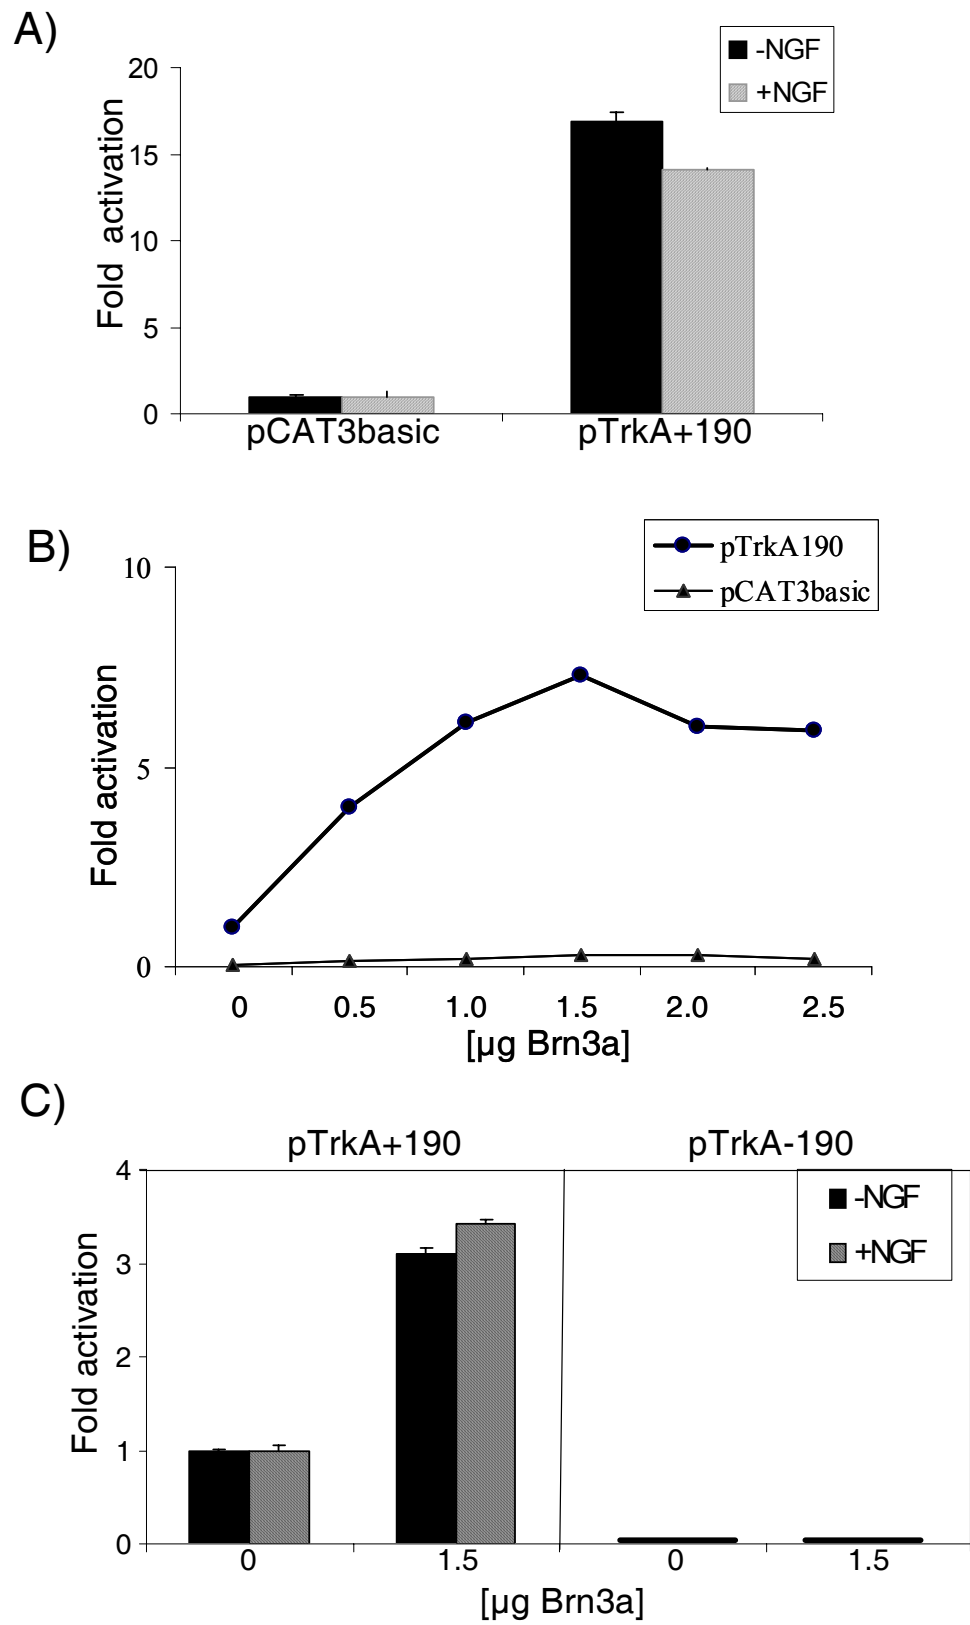 A)
-NGF
+NGF
20
15
10
5
0
Fold activation
pCAT3basic pTrkA+190
B)
pTrkA190
pCAT3basic
10
5
0
Fold activation
0 0.5 1.0 1.5 2.0 2.5
[µg Brn3a]
C)
pTrkA+190 pTrkA-190
-NGF
+NGF
4
3
2
1
0
Fold activation
0 1.5 0 1.5
[µg Brn3a]